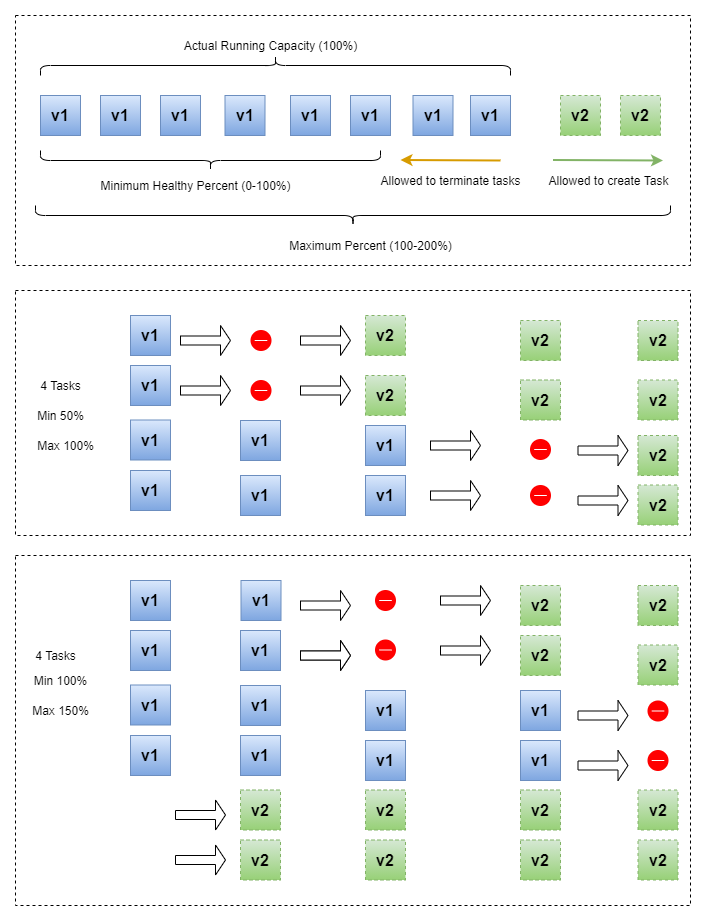 Actual Running Capacity (100%)
v1 v1 v1 v1 v1 v1 v1 v1 v2 v2
Minimum Healthy Percent (0-100%)
Allowed to terminate tasks
Allowed to create Task
Maximum Percent (100-200%)
v1 v2 v2 v2
4 Tasks
v1 v2 v2 v2
Min 50%
v1 v1 v1 v2
Max 100%
v1 v1 v1 v2
v1 v1 v2 v2
4 Tasks
v1 v1 v2 v2
Min 100%
v1 v1 v1 v1
Max 150%
v1 v1 v1 v1
v2 v2 v2 v2
v2 v2 v2 v2